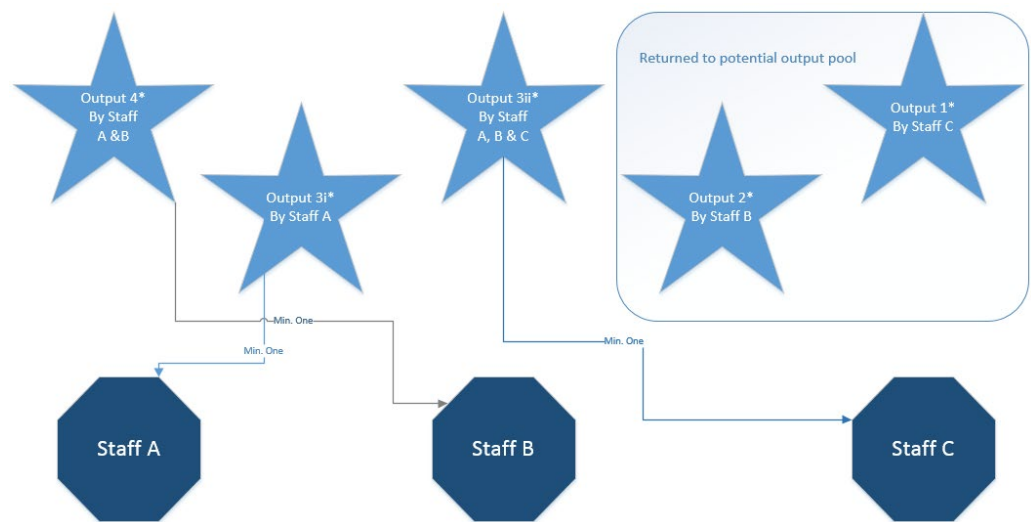 Output 4*
By Staff
A &B
Output 3i*
By Staff A
Output 3ii*
By Staff
A, B & C
Returned to potential output pool
Output 2*
By Staff B
Output 1*
By Staff C
Min. One
Min. One
Min. One
Staff A
Staff B
Staff C